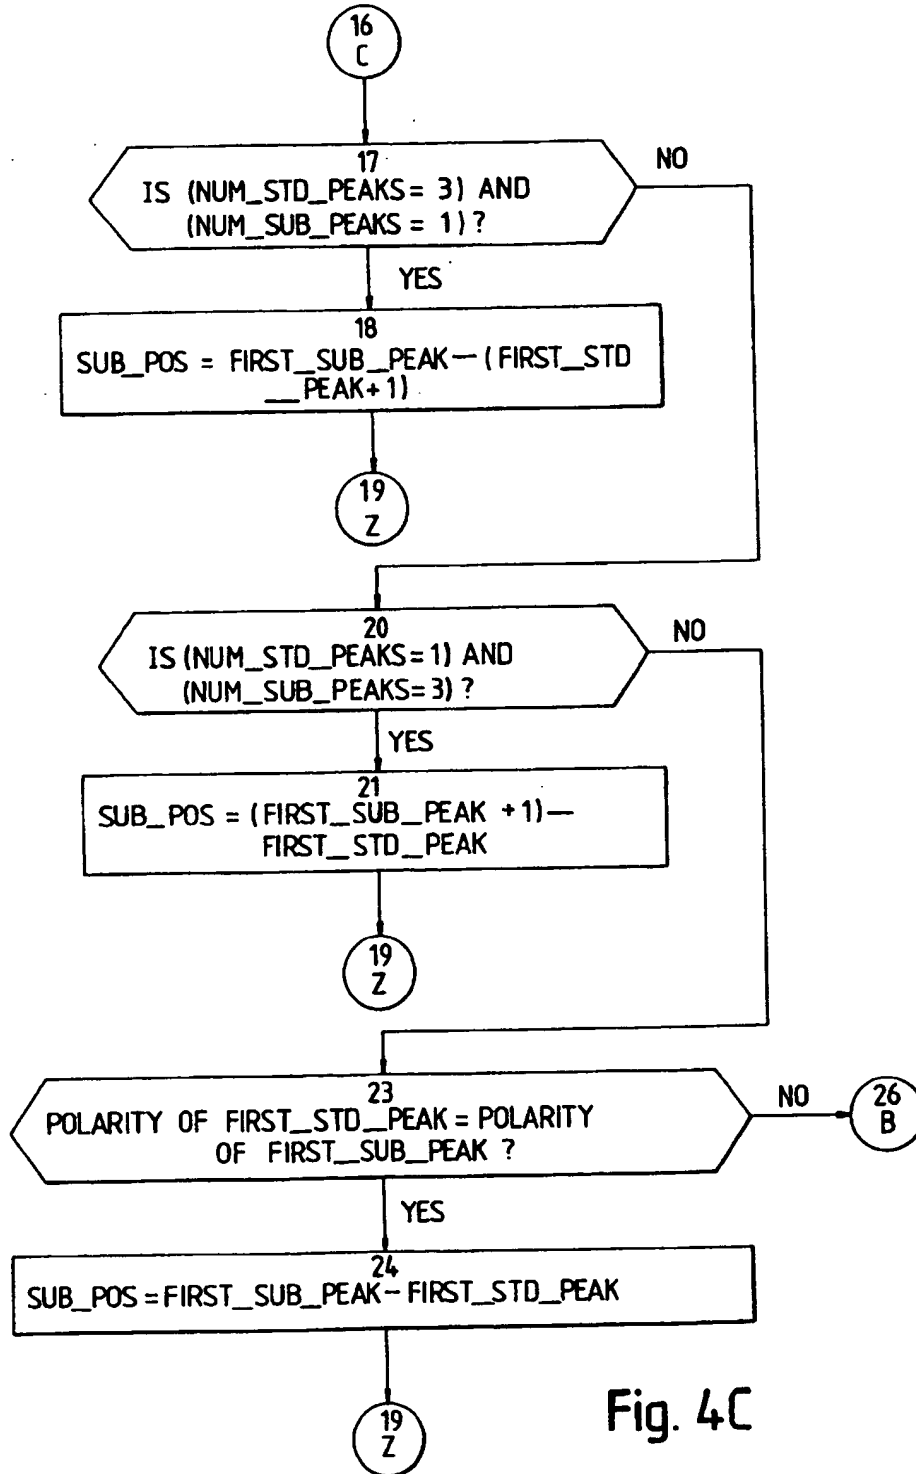 16
C
17
IS (NUM_STD_PEAKS = 3) AND
(NUM_SUB_PEAKS = 1) ?
NO
YES
18
SUB_POS = FIRST_SUB_PEAK — (FIRST_STD
__PEAK+1)
19
Z
20
IS (NUM_STD_PEAKS=1) AND
(NUM_SUB_PEAKS=3) ?
NO
YES
21
SUB_POS = (FIRST_SUB_PEAK +1) —
FIRST_STD_PEAK
19
Z
23
POLARITY OF FIRST_STD_PEAK = POLARITY
OF FIRST_SUB_PEAK ?
NO
26
B
YES
24
SUB_POS = FIRST_SUB_PEAK - FIRST_STD_PEAK
19
Z
Fig. 4C